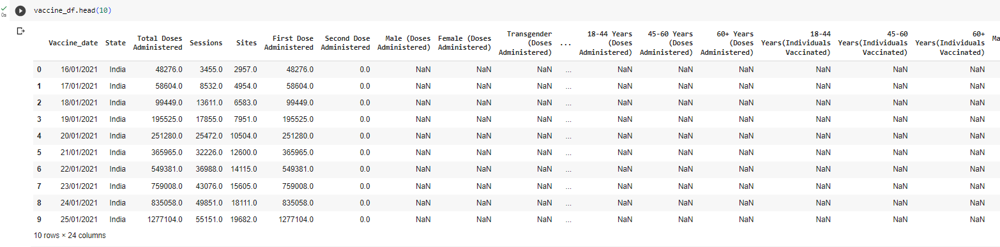 0s
vaccine_df.head(10)
Vaccine_date State Total Doses Administered Sessions Sites First Dose Administered Second Dose Administered Male (Doses Administered) Female (Doses Administered) Transgender (Doses Administered) ... 18-44 Years (Doses Administered) 45-60 Years (Doses Administered) 60+ Years (Doses Administered) 18-44 Years(Individuals Vaccinated) 45-60 Years(Individuals Vaccinated) 60+ Years(Individuals Vaccinated) Ma
0 16/01/2021 India 48276.0 3455.0 2957.0 48276.0 0.0 NaN NaN NaN ... NaN NaN NaN NaN NaN NaN
1 17/01/2021 India 58604.0 8532.0 4954.0 58604.0 0.0 NaN NaN NaN ... NaN NaN NaN NaN NaN NaN
2 18/01/2021 India 99449.0 13611.0 6583.0 99449.0 0.0 NaN NaN NaN ... NaN NaN NaN NaN NaN NaN
3 19/01/2021 India 195525.0 17855.0 7951.0 195525.0 0.0 NaN NaN NaN ... NaN NaN NaN NaN NaN NaN
4 20/01/2021 India 251280.0 25472.0 10504.0 251280.0 0.0 NaN NaN NaN ... NaN NaN NaN NaN NaN NaN
5 21/01/2021 India 365965.0 32226.0 12600.0 365965.0 0.0 NaN NaN NaN ... NaN NaN NaN NaN NaN NaN
6 22/01/2021 India 549381.0 36988.0 14115.0 549381.0 0.0 NaN NaN NaN ... NaN NaN NaN NaN NaN NaN
7 23/01/2021 India 759008.0 43076.0 15605.0 759008.0 0.0 NaN NaN NaN ... NaN NaN NaN NaN NaN NaN
8 24/01/2021 India 835058.0 49851.0 18111.0 835058.0 0.0 NaN NaN NaN ... NaN NaN NaN NaN NaN NaN
9 25/01/2021 India 1277104.0 55151.0 19682.0 1277104.0 0.0 NaN NaN NaN ... NaN NaN NaN NaN NaN NaN
10 rows × 24 columns